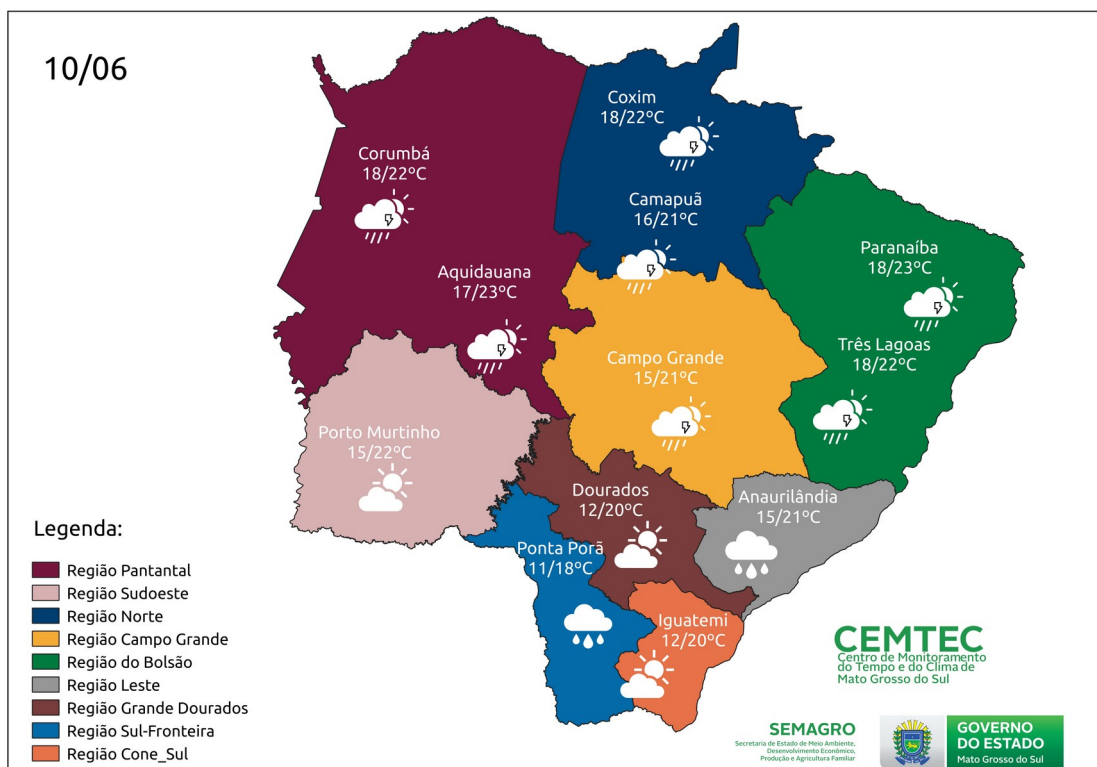 10/06
Coxim
18/22ºC
Corumbá
18/22ºC
Camapuã
16/21ºC
Paranaíba
18/23ºC
Aquidauana
17/23ºC
Três Lagoas
18/22ºC
Campo Grande
15/21ºC
Porto Murtinho
15/22ºC
Dourados
12/20ºC
Anaurilândia
15/21ºC
Ponta Porã
11/18ºC
Iguatemi
12/20ºC
Legenda:
Região Pantantal
Região Sudoeste
Região Norte
Região Campo Grande
Região do Bolsão
Região Leste
Região Grande Dourados
Região Sul-Fronteira
Região Cone_Sul
CEMTEC
Centro de Monitoramento
do Tempo e do Clima de
Mato Grosso do Sul
SEMAGRO
Secretaria de Estado de Meio Ambiente,
Desenvolvimento Econômico,
Produção e Agricultura Familiar
GOVERNO
DO ESTADO
Mato Grosso do Sul